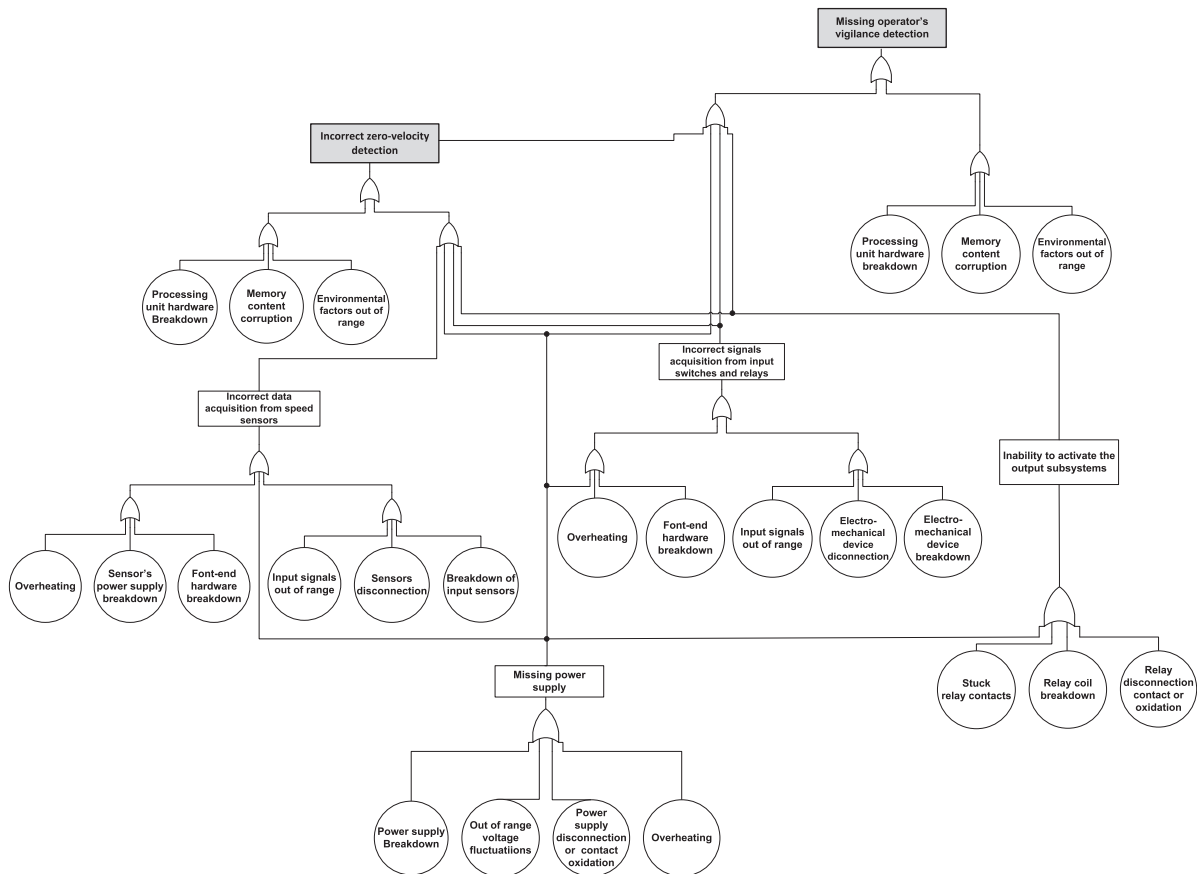 Missing operator's
vigilance detection
Incorrect zero-velocity
detection
Processing
unit hardware
breakdown
Memory
content
corruption
Environmental
factors out of
range
Processing
unit hardware
Breakdown
Memory
content
corruption
Environmental
factors out of
range
Incorrect signals
acquisition from input
switches and relays
Incorrect data
acquisition from speed
sensors
Inability to activate the
output subsystems
Overheating
Font-end
hardware
breakdown
Input signals
out of range
Electro-
mechanical
device
diconnection
Electro-
mechanical
device
breakdown
Overheating
Sensor's
power supply
breakdown
Font-end
hardware
breakdown
Input signals
out of range
Sensors
disconnection
Breakdown of
input sensors
Missing power
supply
Stuck
relay contacts
Relay coil
breakdown
Relay
disconnection
contact or
oxidation
Power supply
Breakdown
Out of range
voltage
fluctuatiions
Power
supply
disconnection
or contact
oxidation
Overheating